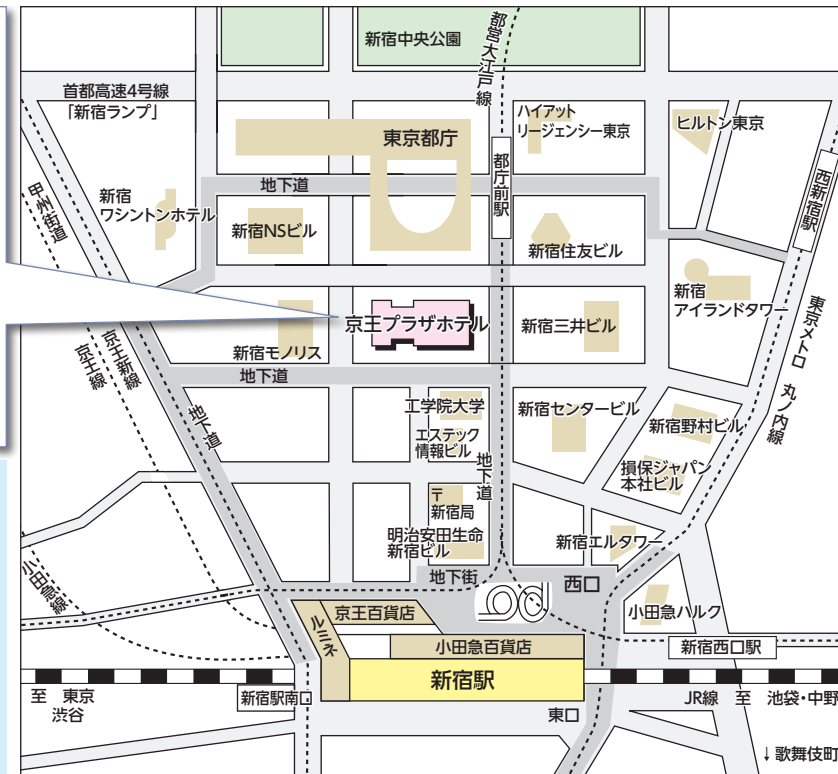 新宿中央公園
都営大江戸線
首都高速4号線
「新宿ランプ」
ハイアット
リージェンシー東京
ヒルトン東京
東京都庁
都庁前駅
西新宿駅
地下道
甲州街道
新宿
ワシントンホテル
新宿NSビル
新宿住友ビル
新宿
アイランドタワー
東京メトロ 丸ノ内線
京王プラザホテル
新宿三井ビル
京王新線
京王線
新宿モノリス
地下道
地下道
工学院大学
エステック
情報ビル
地下道
新宿センタービル
新宿野村ビル
損保ジャパン
本社ビル
〒
新宿局
明治安田生命
新宿ビル
新宿エルタワー
小田急線
地下街
西口
小田急ハルク
京王百貨店
ルミネ
小田急百貨店
新宿西口駅
新宿駅
至 東京
渋谷
新宿駅南口
東口
JR線 至 池袋・中野
↓歌舞伎町